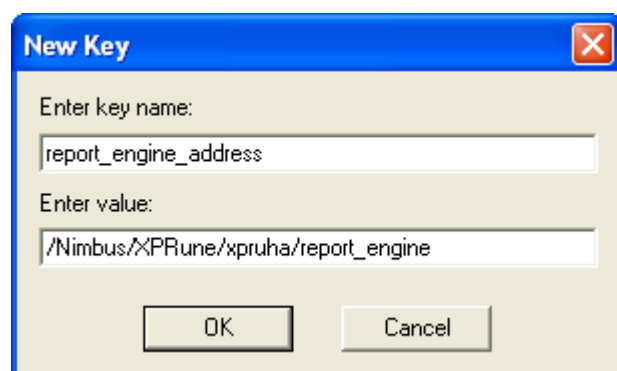 New Key
Enter key name:
report_engine_address
Enter value:
/Nimbus/XPRune/xpruha/report_engine
OK Cancel